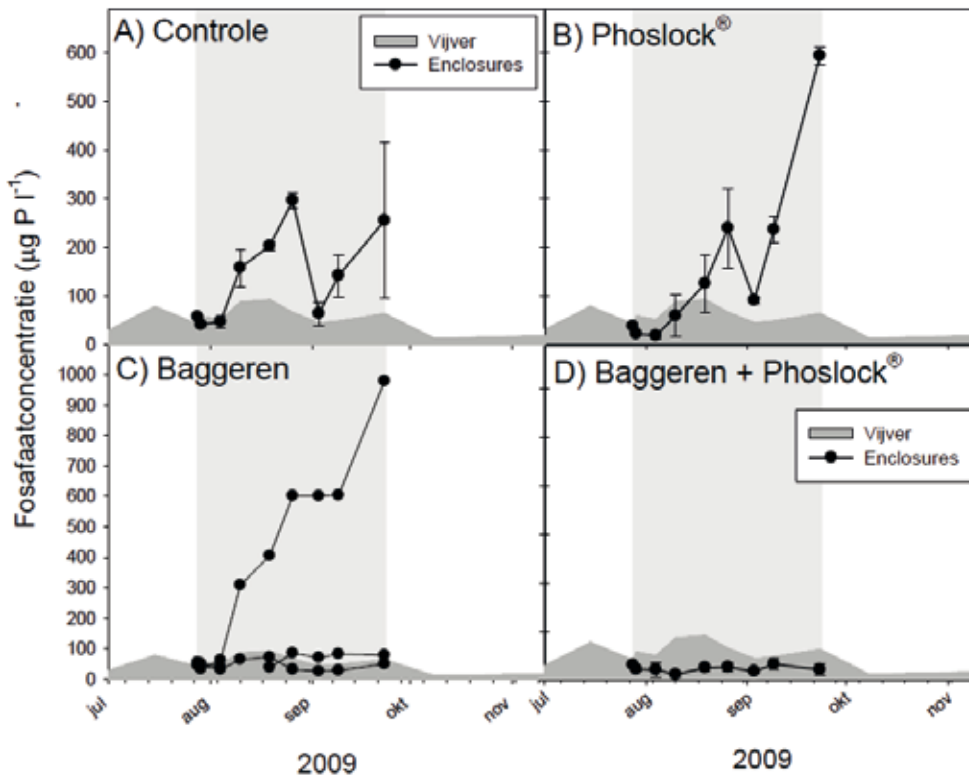 A) Controle
Vijver
Enclosures
B) Phoslock®
Fosafaatconcentratie (µg P l⁻¹)
600
500
400
300
200
100
0
C) Baggeren
D) Baggeren + Phoslock®
Vijver
Enclosures
1000
900
800
700
600
500
400
300
200
100
0
jul
aug
sep
okt
nov
jul
aug
sep
okt
nov
2009
2009